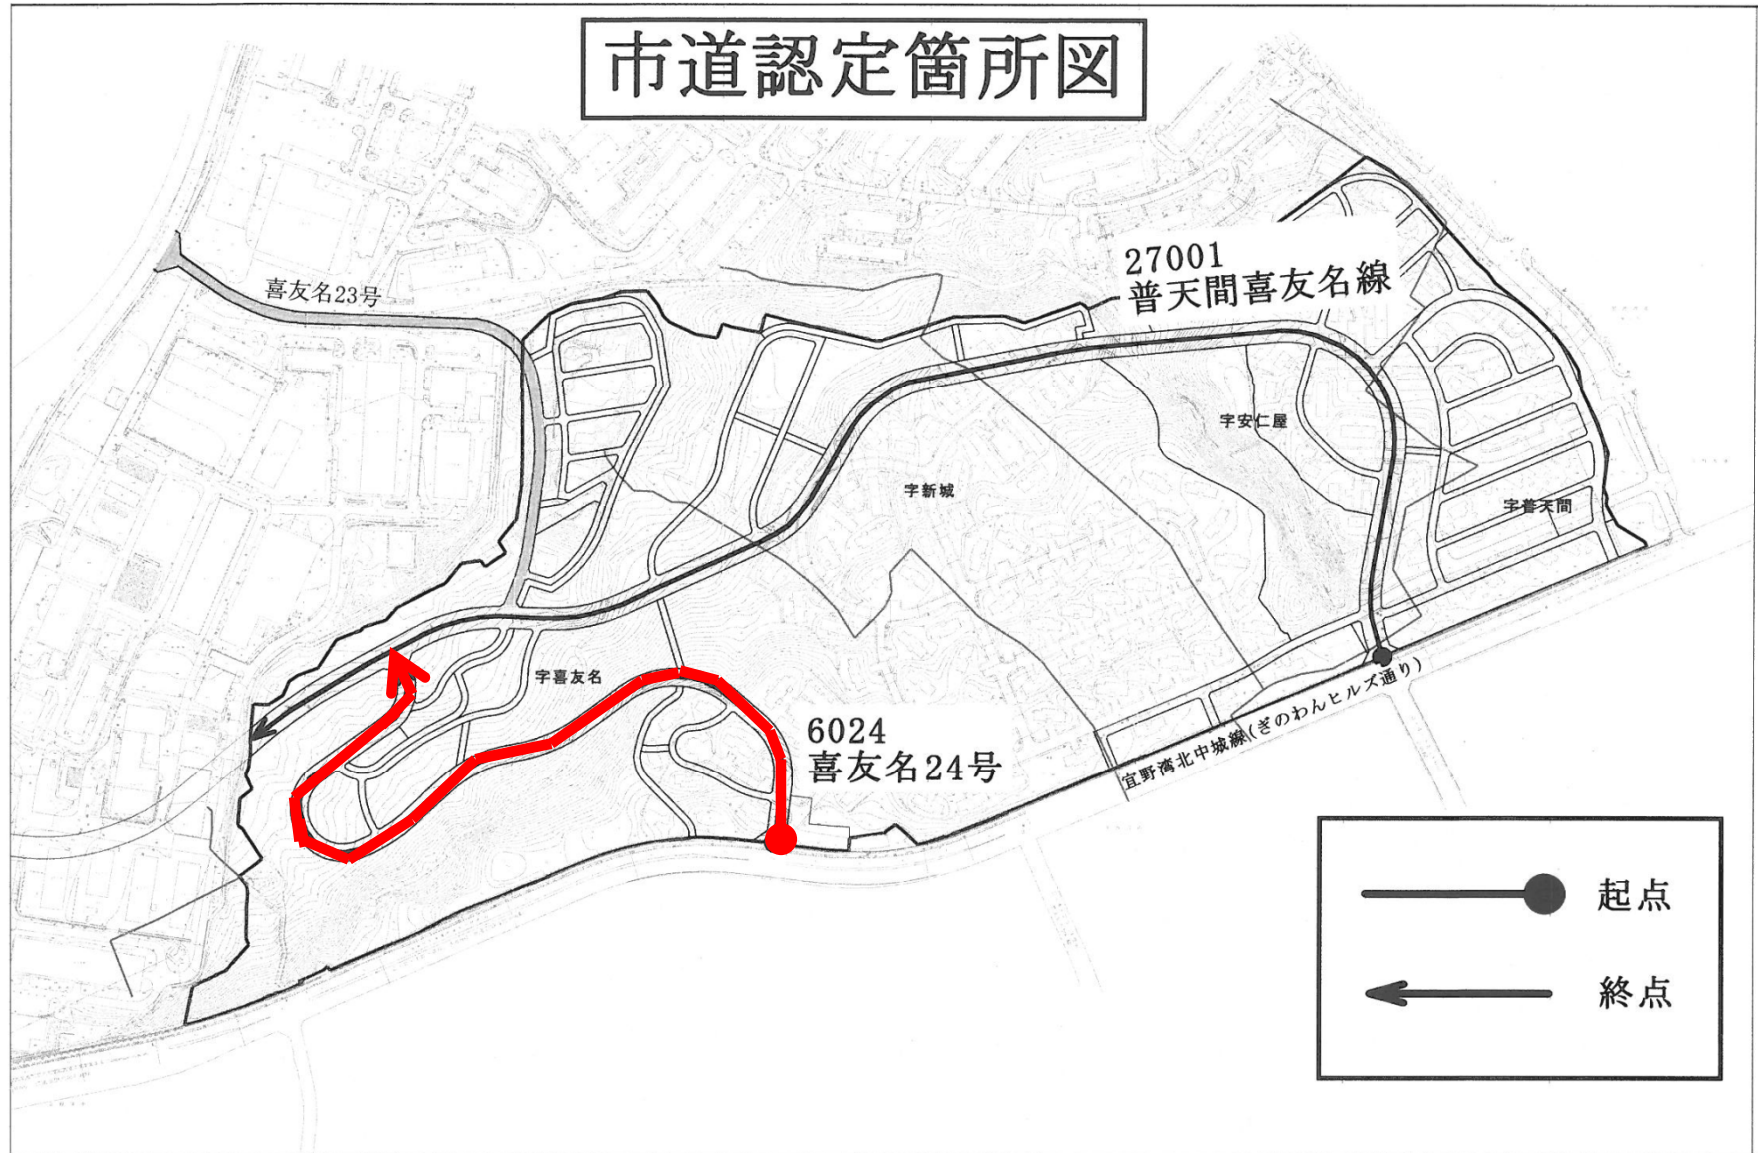 市道認定箇所図
喜友名23号
27001
普天間喜友名線
字安仁屋
字新城
字普天間
字喜友名
6024
喜友名24号
宜野湾北中城線(ぎのわんヒルズ通り)
起点
終点